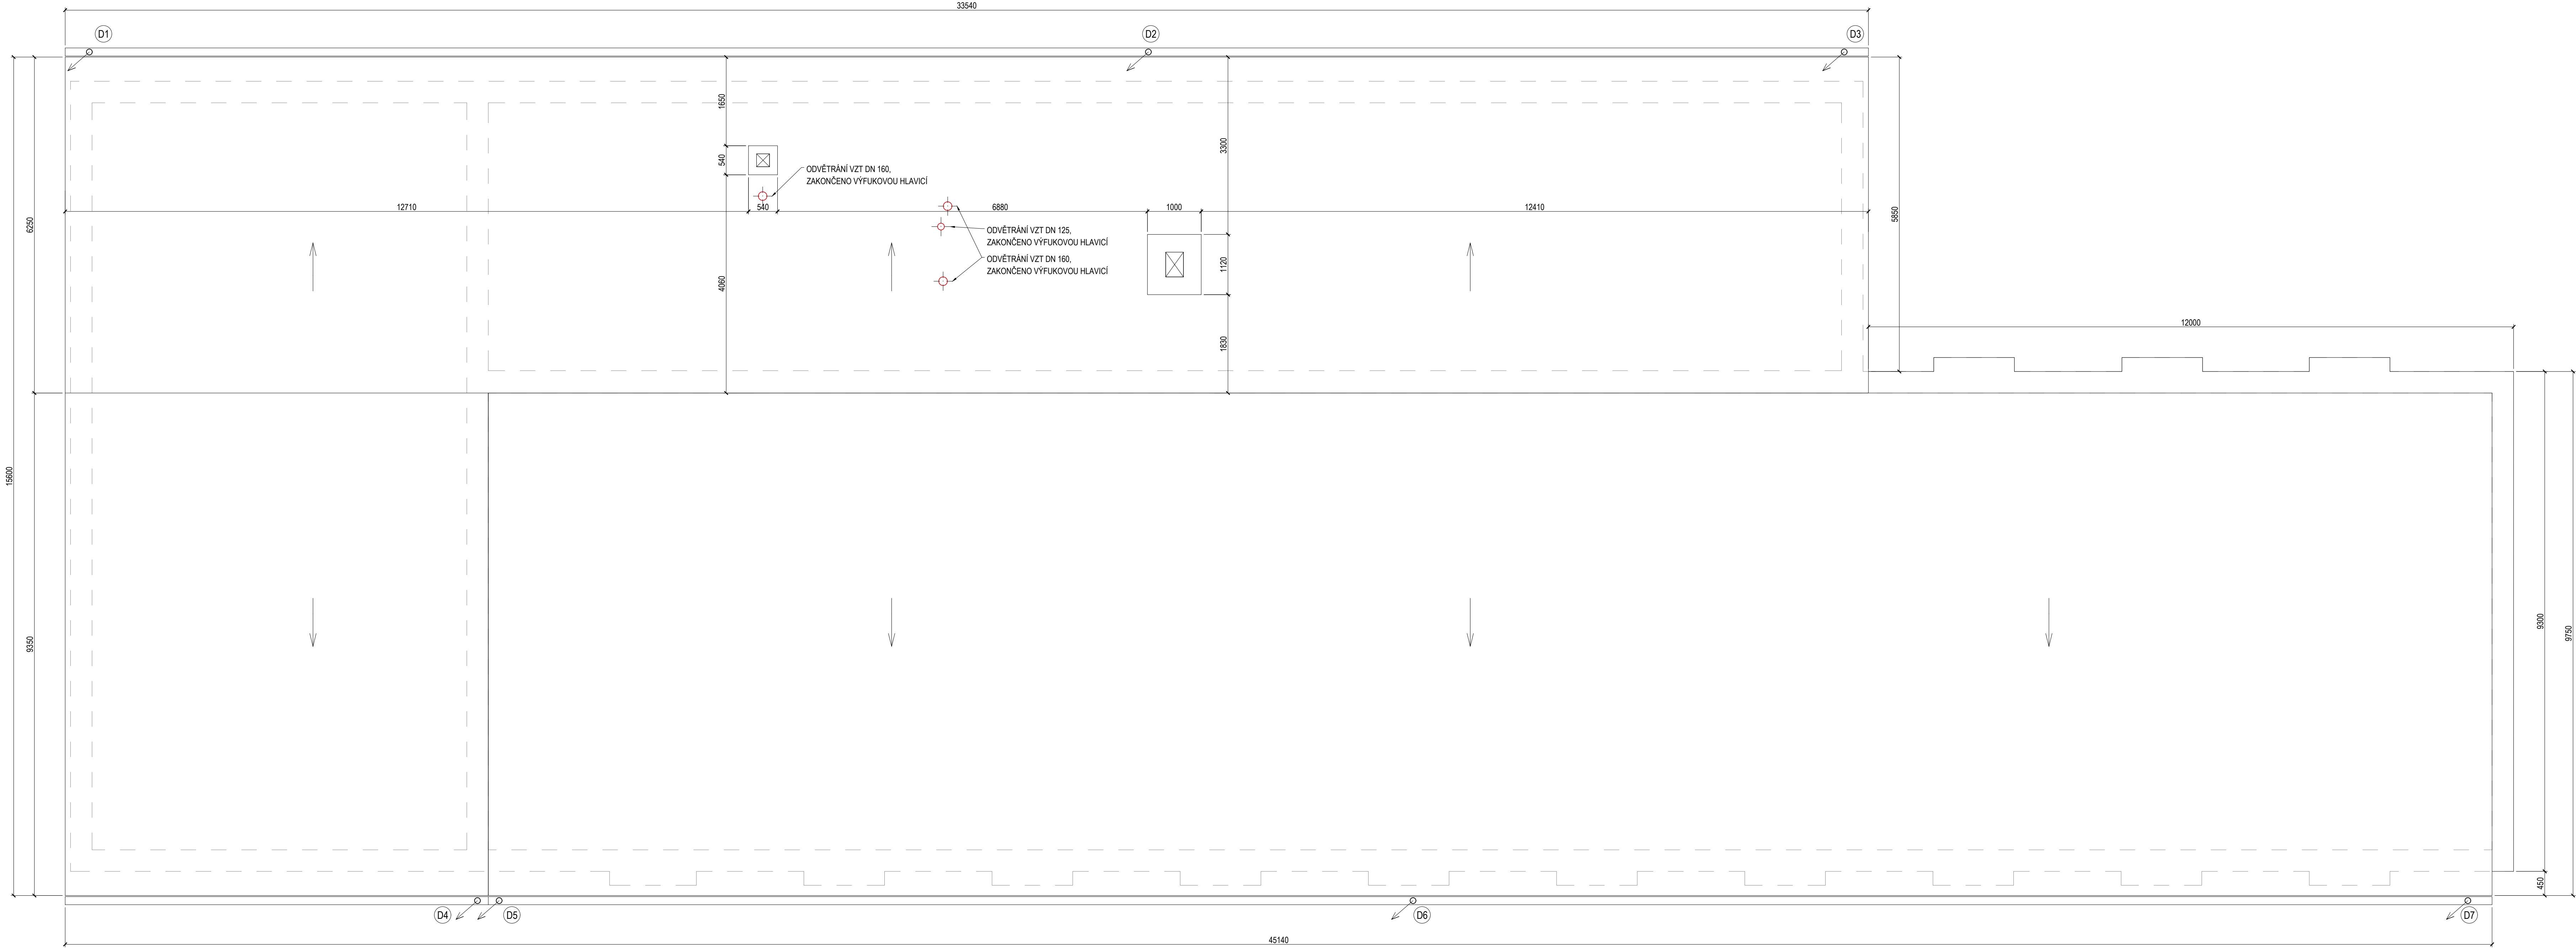 33540
D1
D2
D3
1650
540
4060
3300
1120
1830
5850
6250
15600
9350
ODVĚTRÁNÍ VZT DN 160,
ZAKONČENO VÝFUKOVOU HLAVICÍ
12710
540
6880
1000
12410
ODVĚTRÁNÍ VZT DN 125,
ZAKONČENO VÝFUKOVOU HLAVICÍ
ODVĚTRÁNÍ VZT DN 160,
ZAKONČENO VÝFUKOVOU HLAVICÍ
12000
9300
9750
450
D4
D5
D6
D7
45140